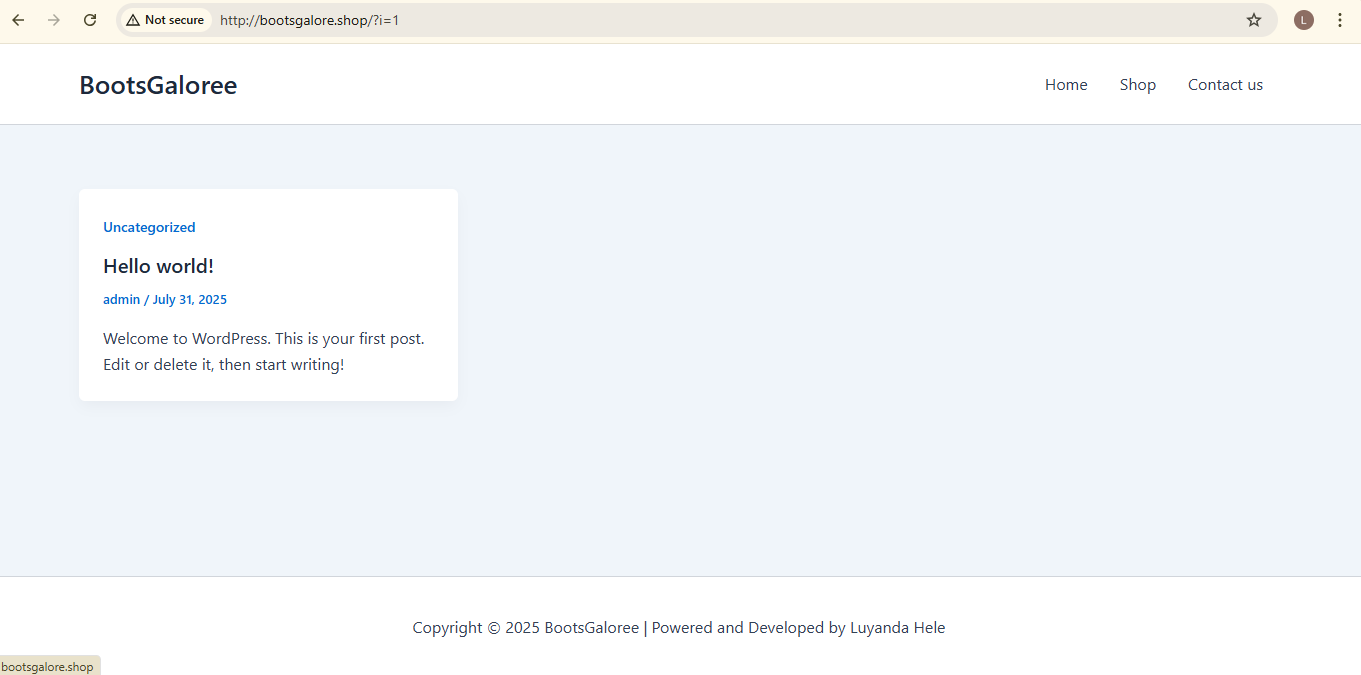 Not secure http://bootsgalore.shop/?i=1 L
BootsGaloree Home Shop Contact us
Uncategorized
Hello world!
admin / July 31, 2025
Welcome to WordPress. This is your first post.
Edit or delete it, then start writing!
Copyright © 2025 BootsGaloree | Powered and Developed by Luyanda Hele
bootsgalore.shop